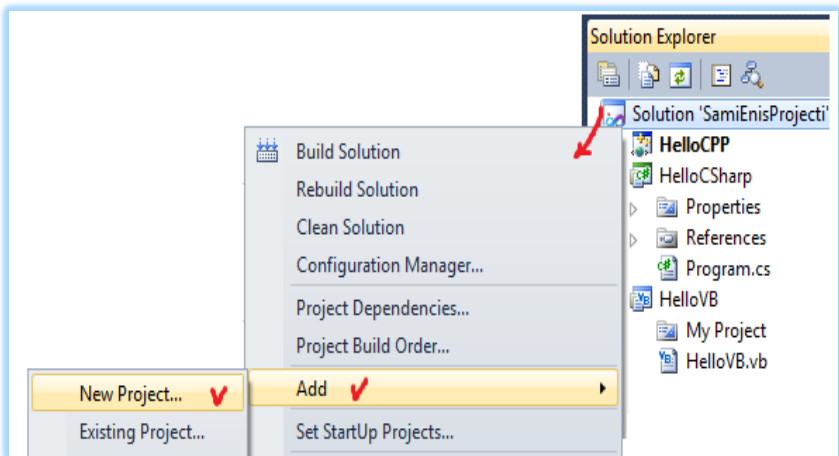 Solution Explorer
Solution 'SamiEnisProjecti'
HelloCPP
HelloCSharp
Properties
References
Program.cs
HelloVB
My Project
HelloVB.vb
Build Solution
Rebuild Solution
Clean Solution
Configuration Manager...
Project Dependencies...
Project Build Order...
Add
Set StartUp Projects...
New Project...
Existing Project...